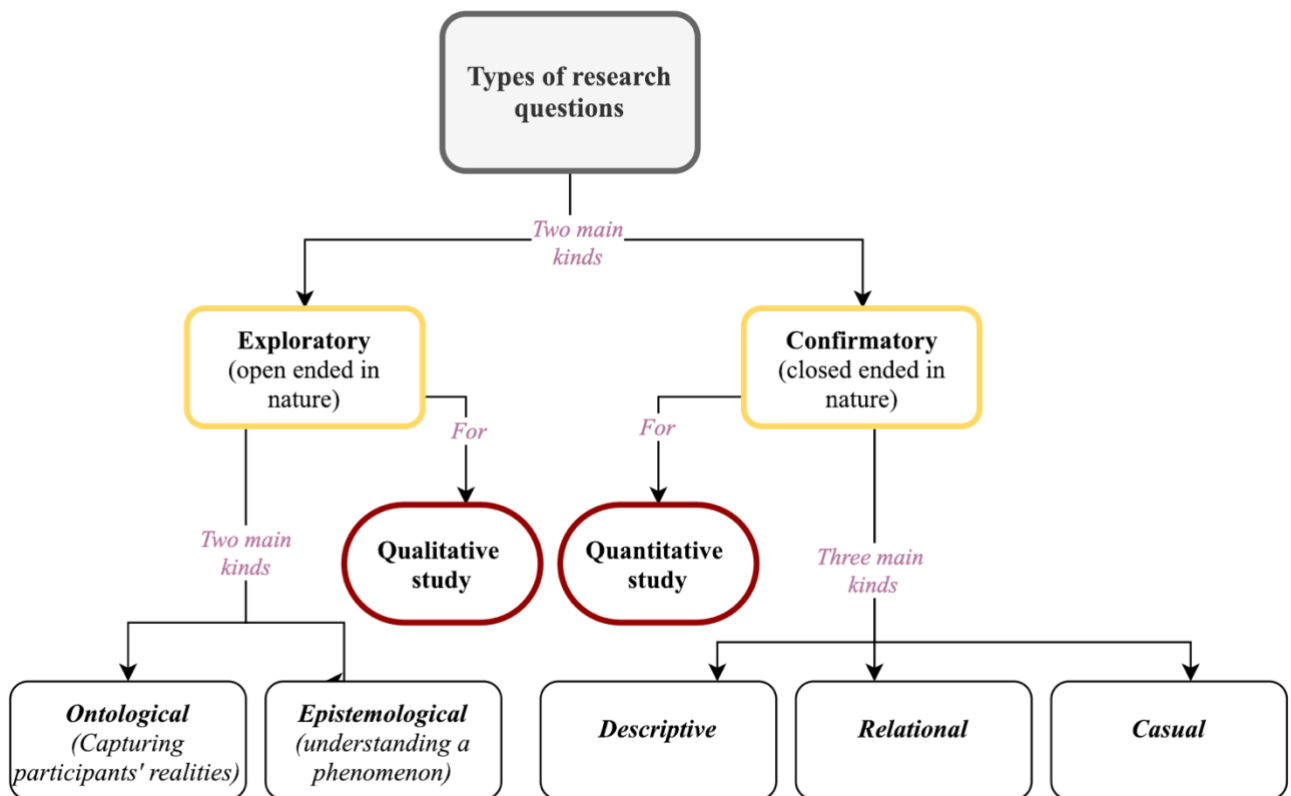 Types of research
questions
Two main
kinds
Exploratory
(open ended in
nature)
Confirmatory
(closed ended in
nature)
For
For
Qualitative
study
Quantitative
study
Two main
kinds
Three main
kinds
Ontological
(Capturing
participants' realities)
Epistemological
(understanding a
phenomenon)
Descriptive
Relational
Casual